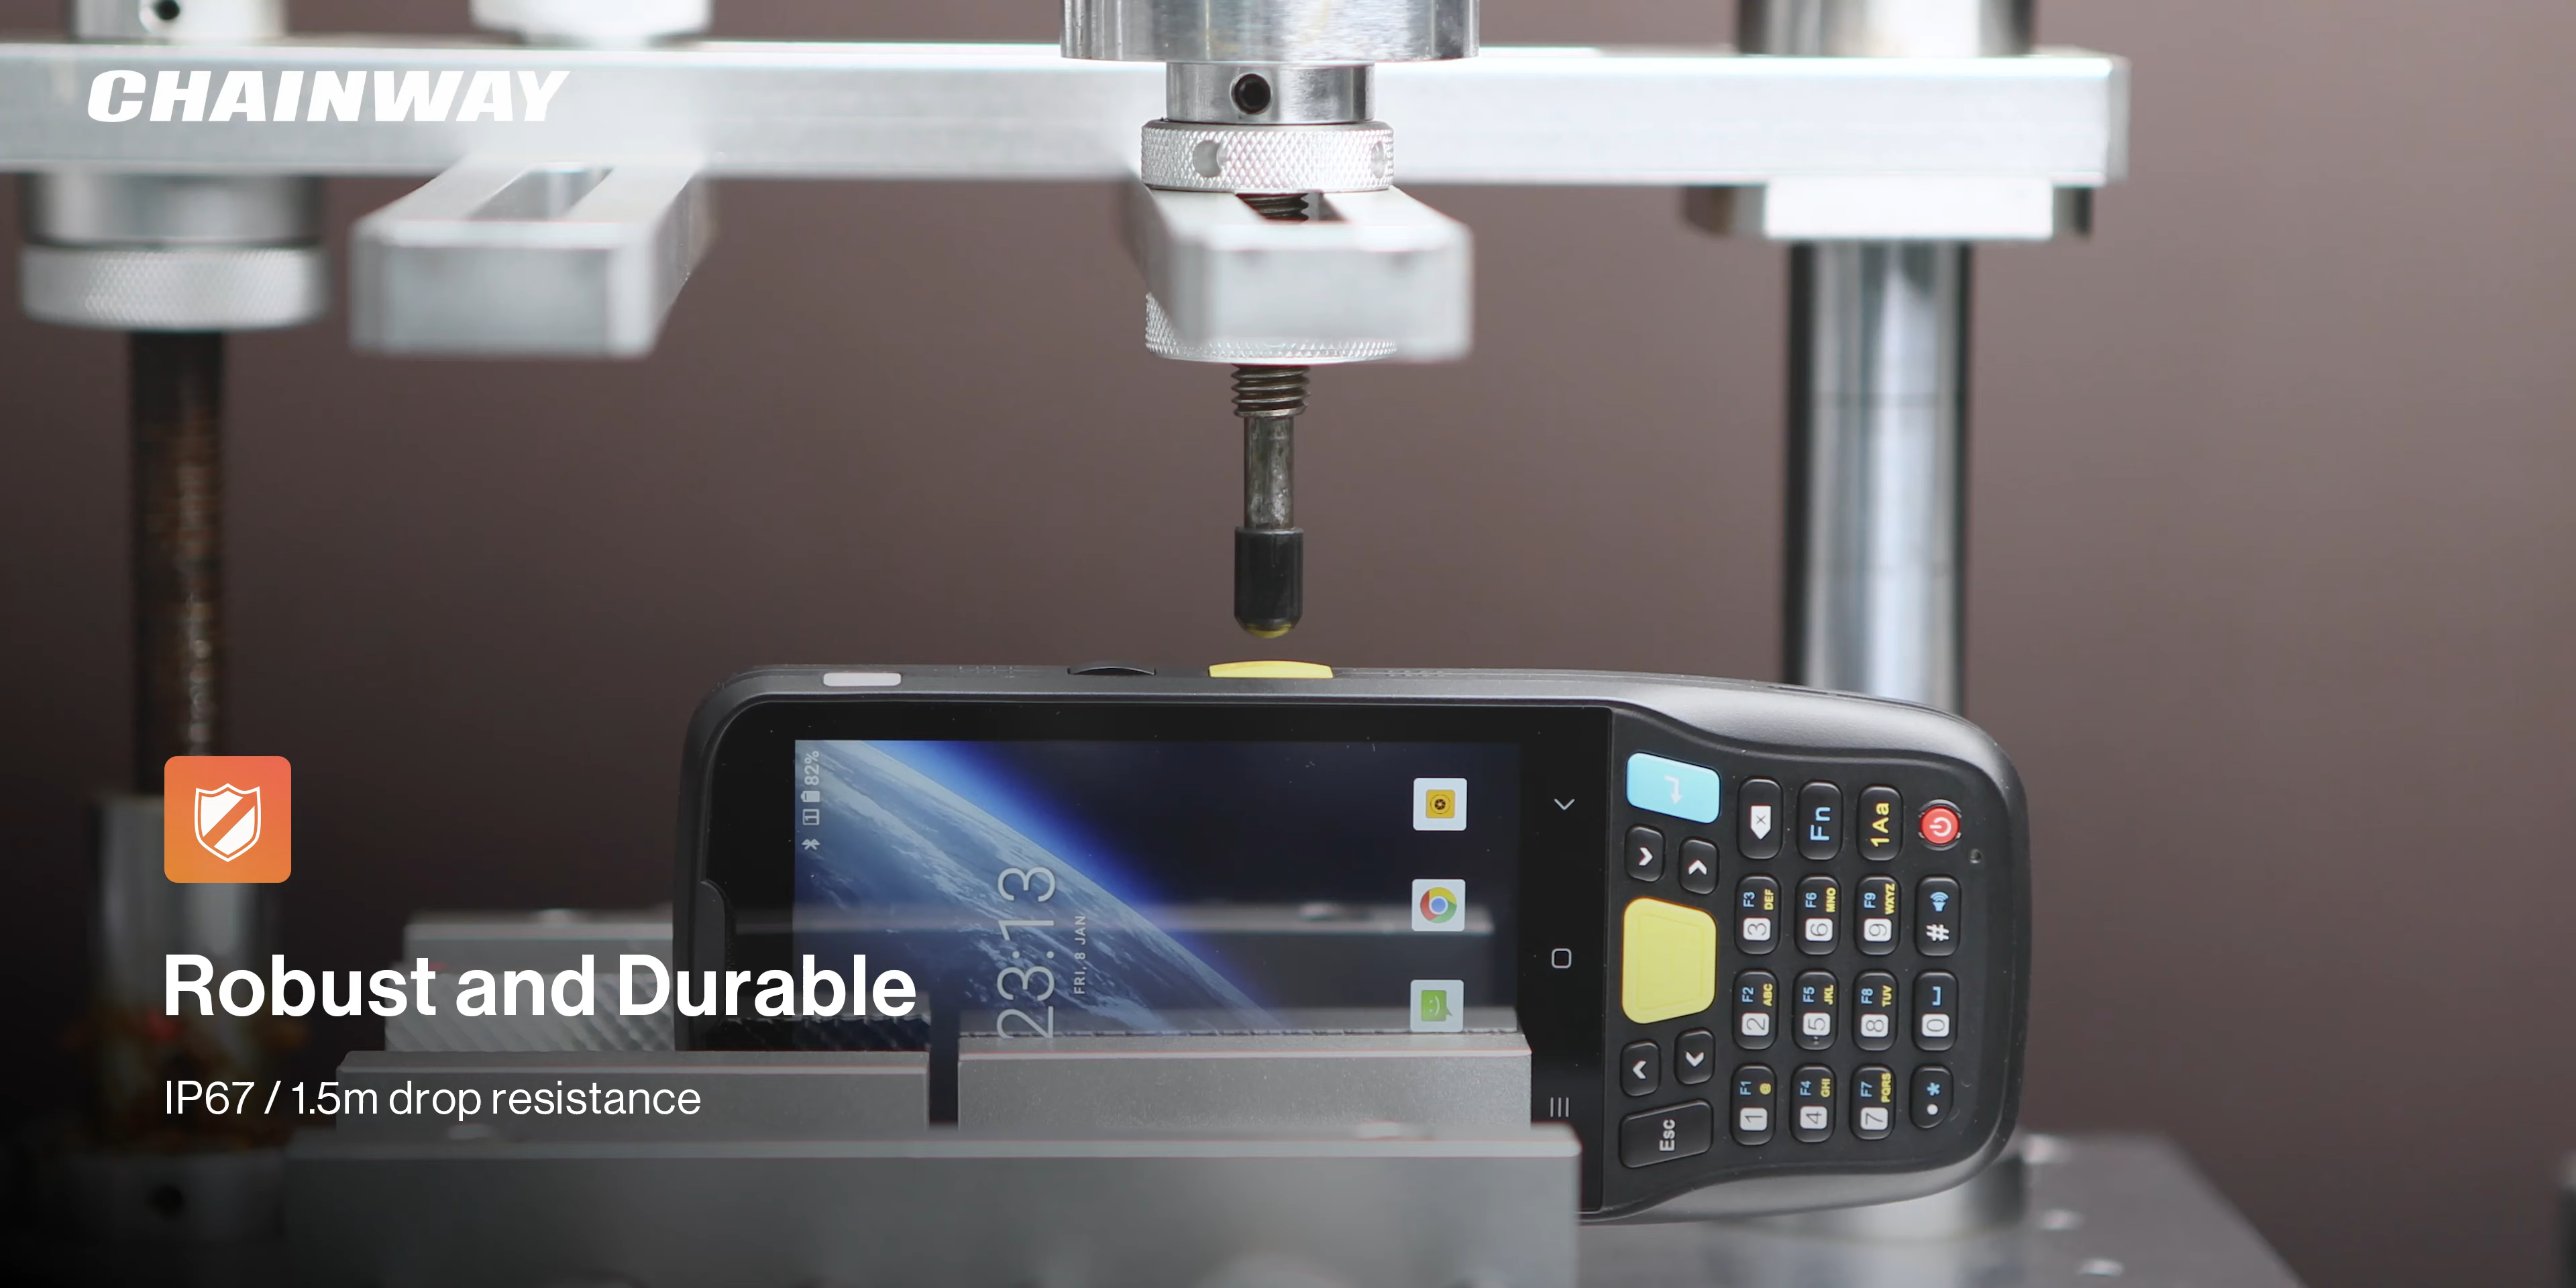 CHAINWAY
82%
23:13
FRI, 8 JAN
Fn
1Aa
F3 3 DEF
F6 6 MNO
F9 9 WXYZ
#
F2 2 ABC
F5 5 JKL
F8 8 TUV
0
F1 1 @
F4 4 GHI
F7 7 PQRS
*
Esc
Robust and Durable
IP67 / 1.5m drop resistance